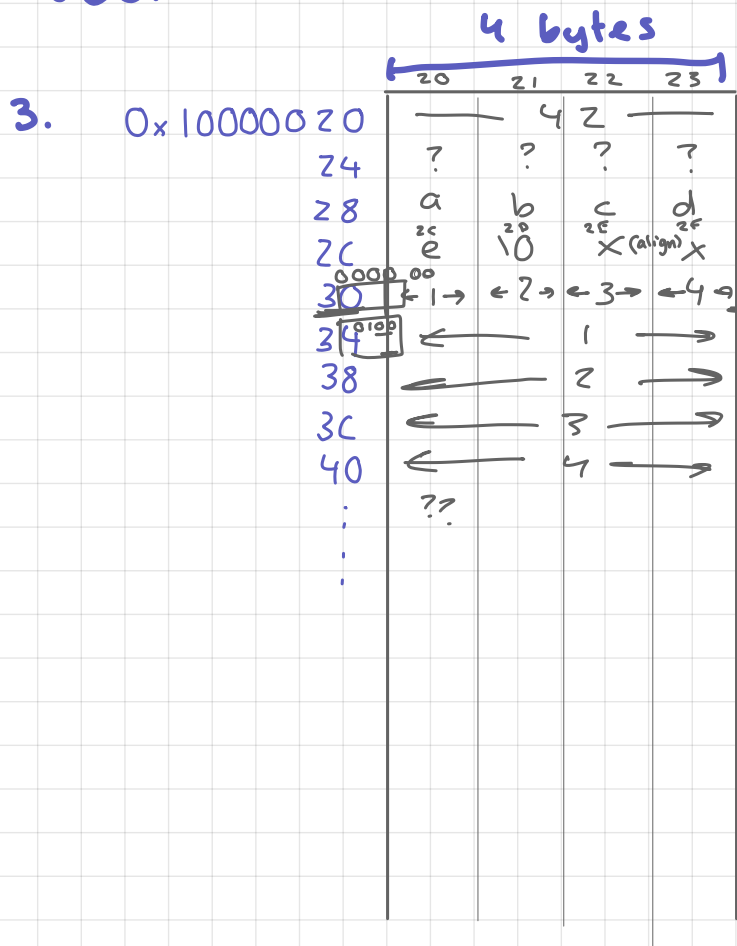 4 bytes
20 21 22 23
3. 0x10000020 42
24 ? ? ? ?
28 a b c d
2C 2D 2E 2F
2C e \0 x (align) x
0000 00
30 1 2 3 4
0100
34 1
38 2
3C 3
40 4
??